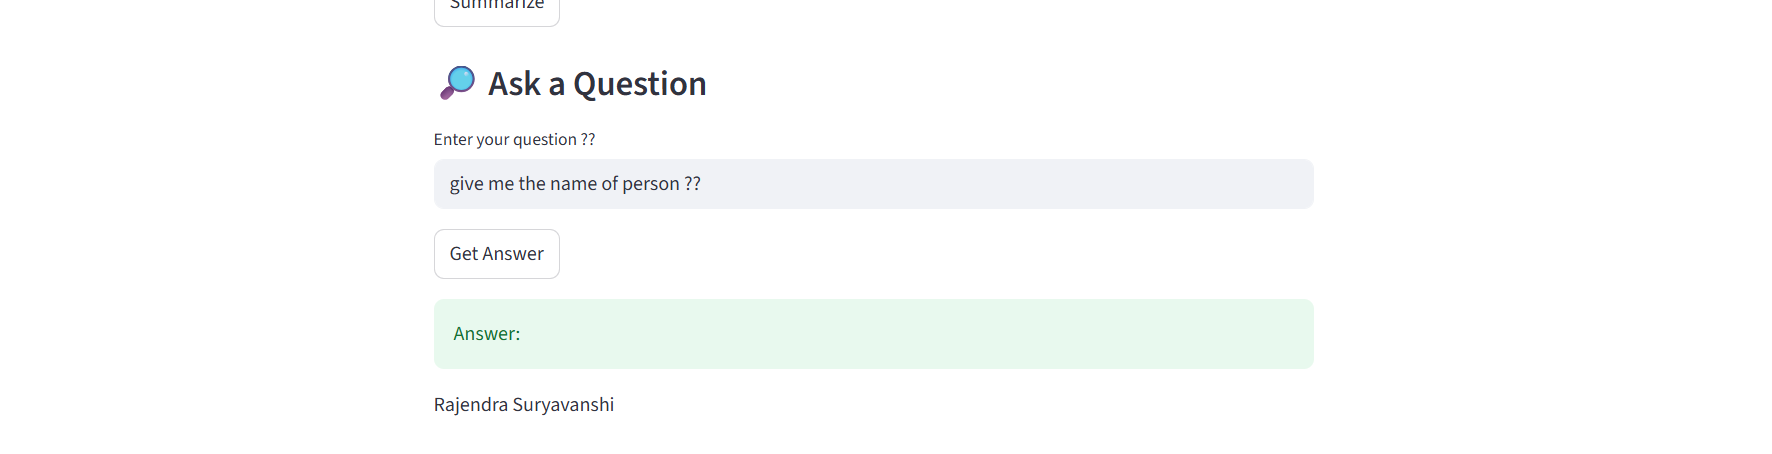 Summarize
Ask a Question
Enter your question ??
give me the name of person ??
Get Answer
Answer:
Rajendra Suryavanshi